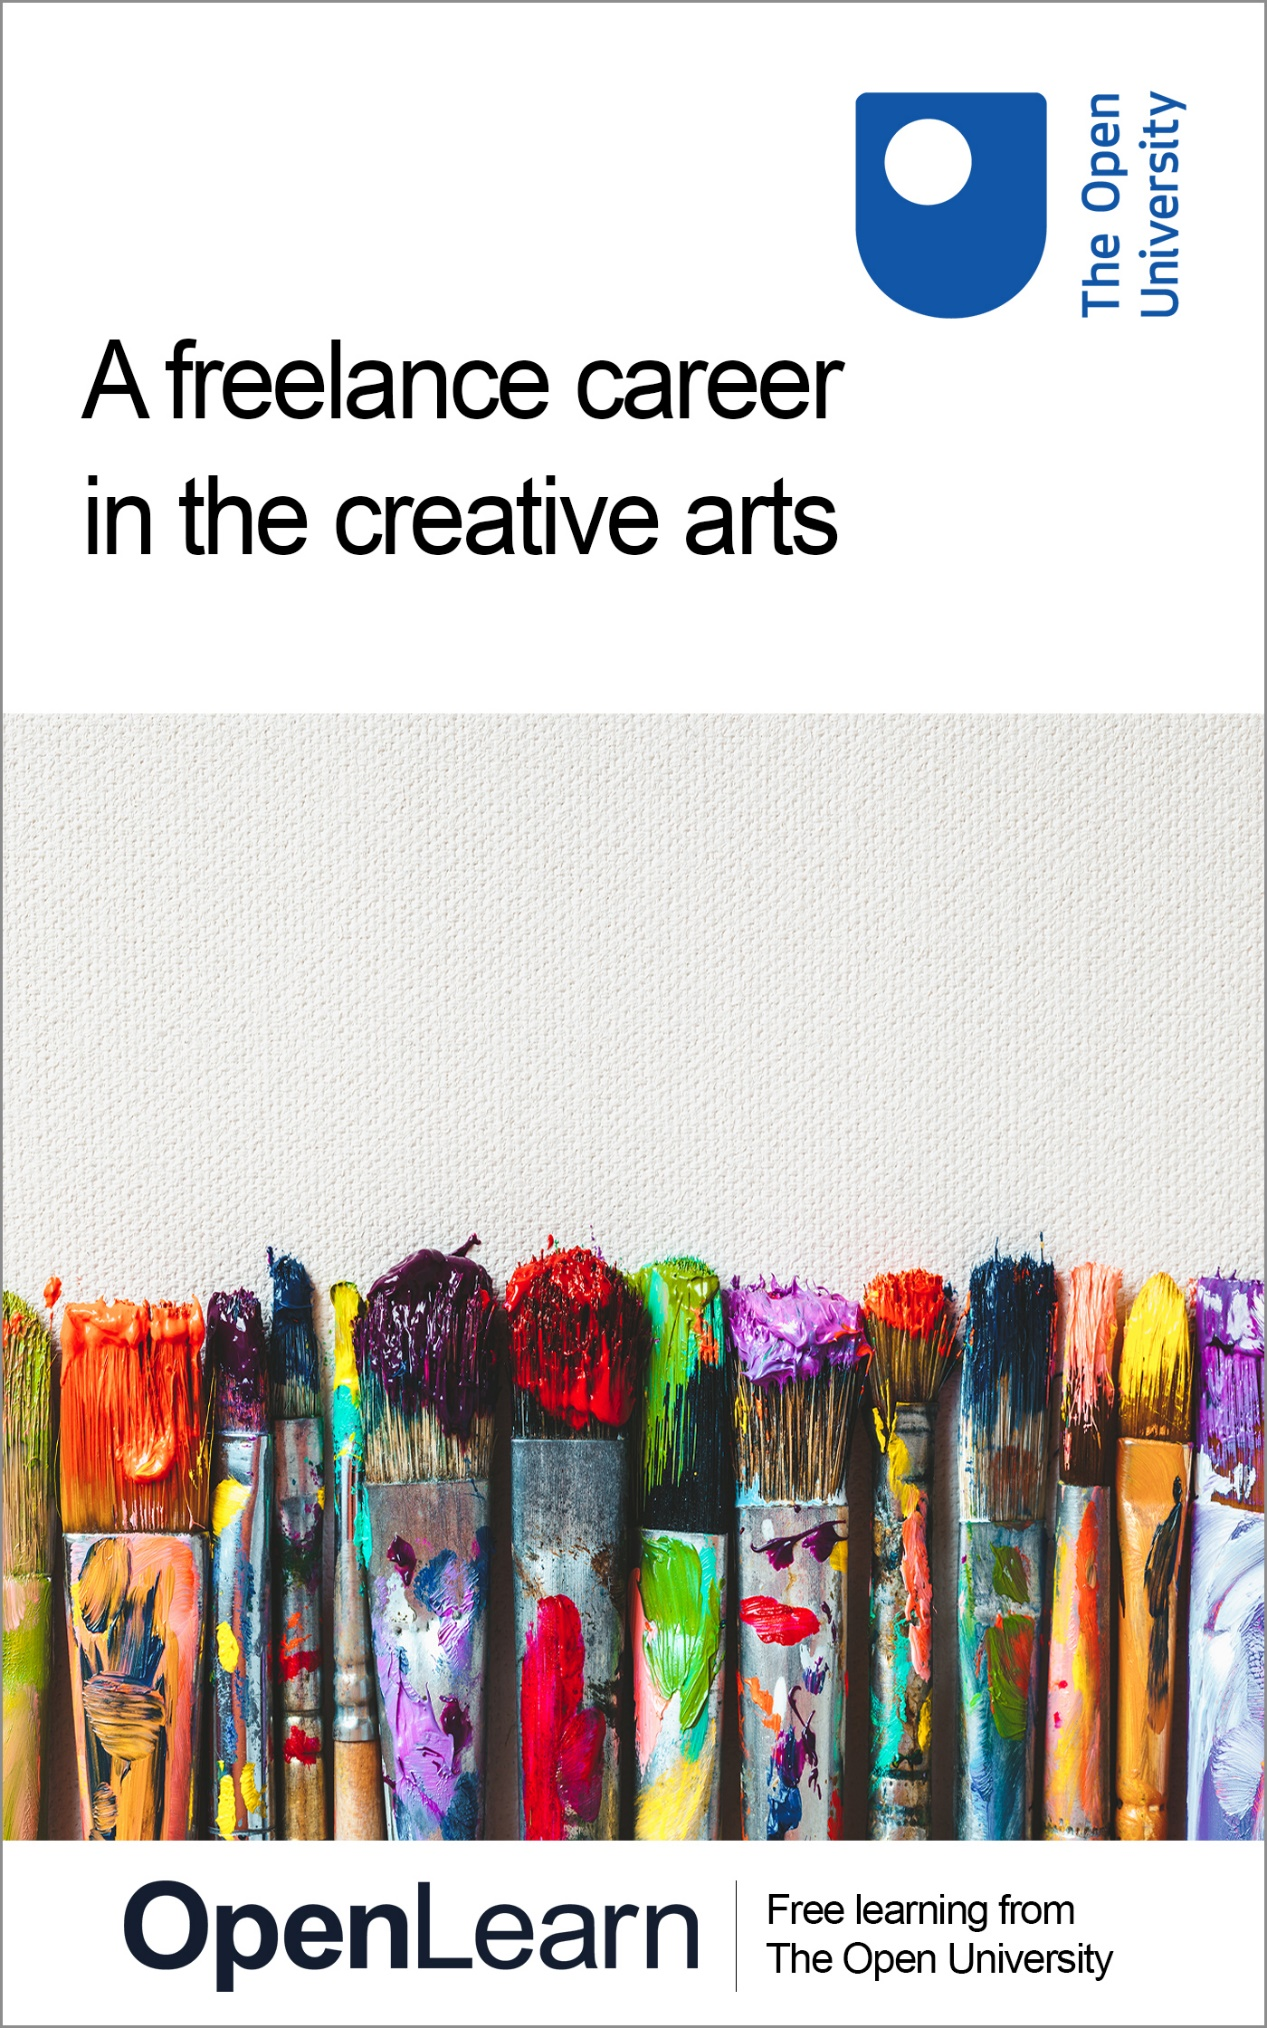 The Open
University
A freelance career
in the creative arts
OpenLearn
Free learning from
The Open University